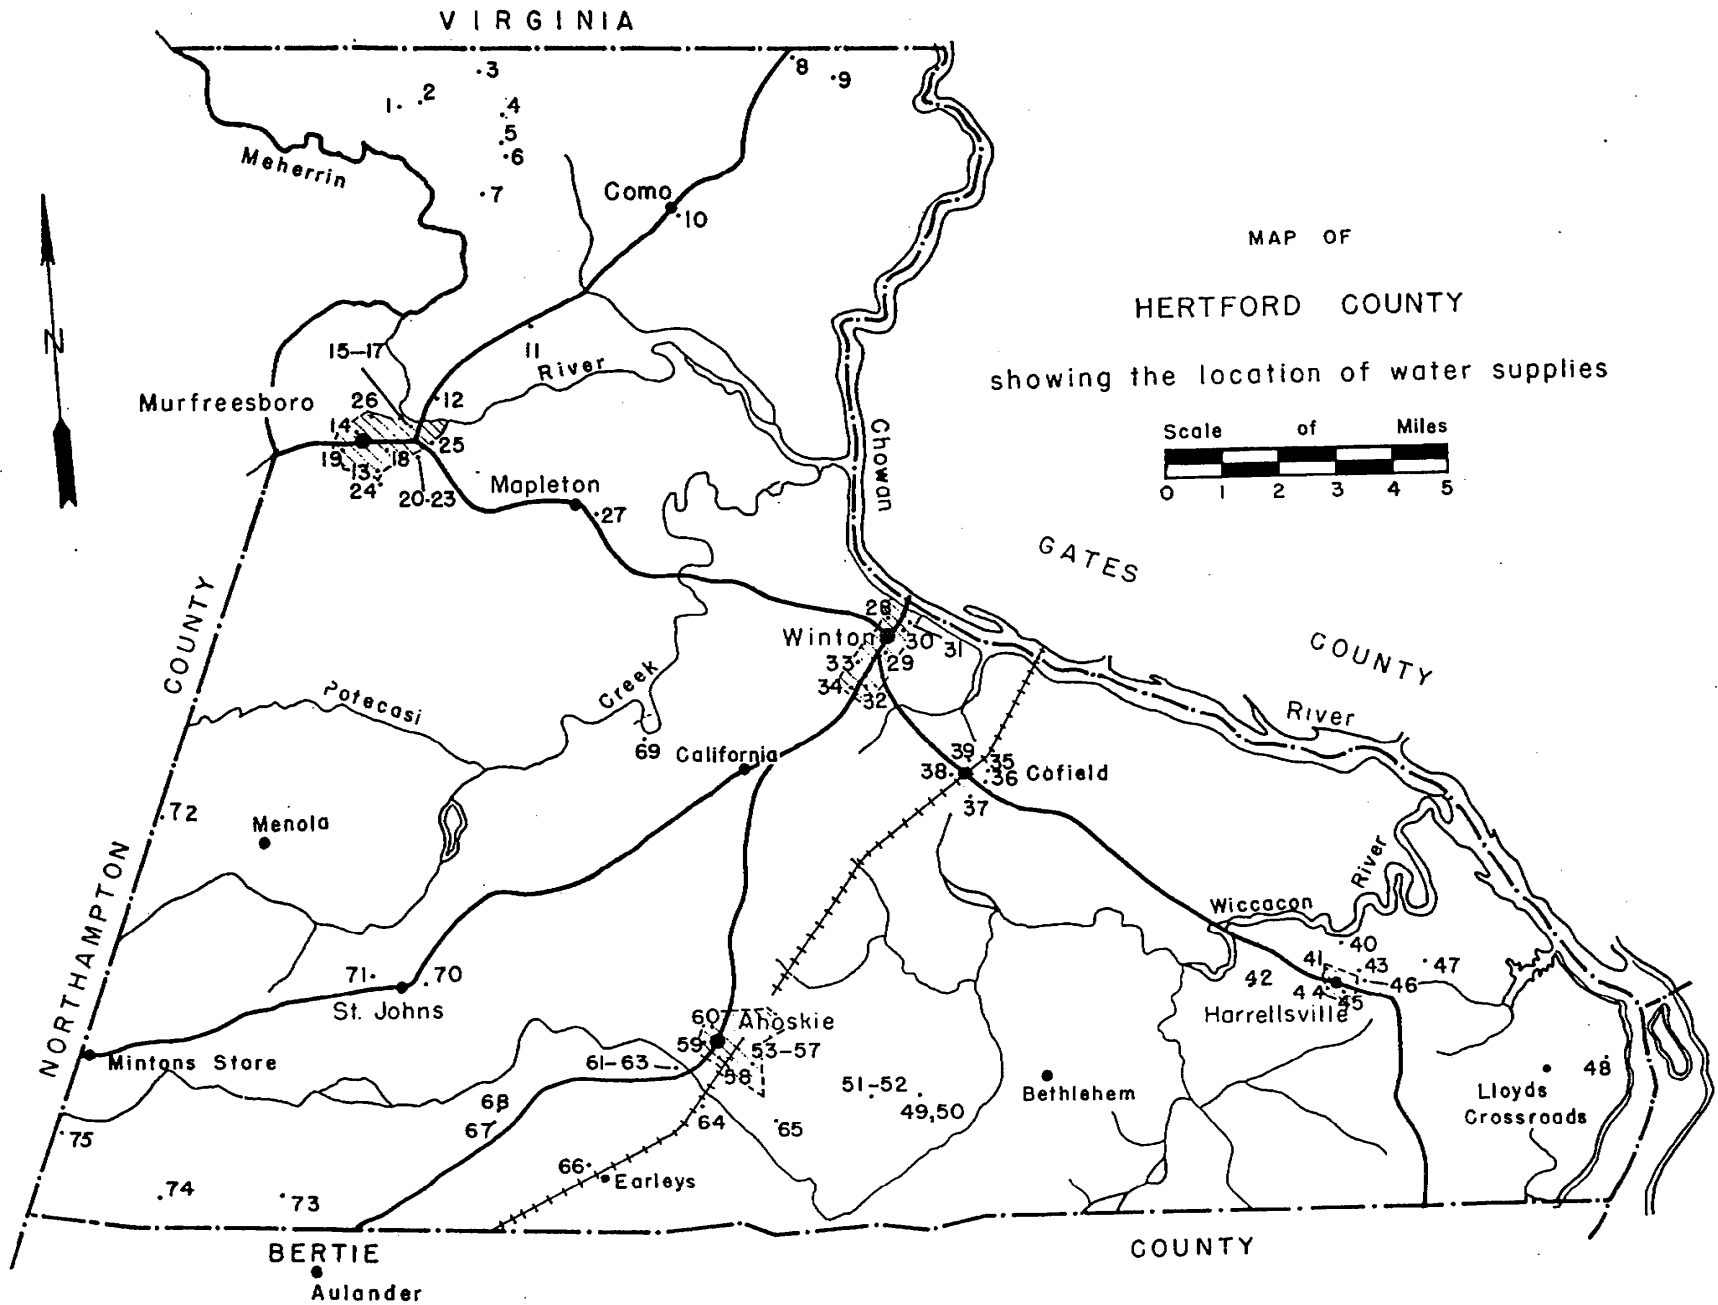 VIRGINIA
3
8
9
1
2
4
5
6
Meherrin
7
Como
10
MAP OF
HERTFORD COUNTY
showing the location of water supplies
Scale of Miles
0 1 2 3 4 5
N
15-17
11
River
Murfreesboro
26
12
14
25
19
13
18
24
20-23
Chowan
Mapleton
27
GATES
COUNTY
28
Winton
30
31
33
29
34
32
COUNTY
Potecasi
Creek
River
69
California
39
35
38
36
Cofield
37
72
Menola
River
Wiccacon
NORTHAMPTON
40
41
43
47
42
46
44
45
Harrellsville
71
70
St. Johns
60
Ahoskie
59
53-57
58
61-63
Mintons Store
51-52
49,50
Bethlehem
48
Lloyds
Crossroads
68
67
64
65
75
66
Earleys
74
73
BERTIE
COUNTY
Aulander